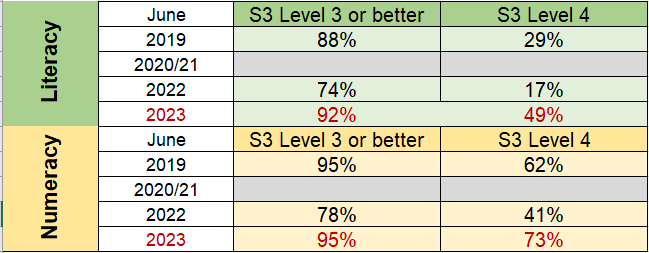 Literacy
June S3 Level 3 or better S3 Level 4
2019 88% 29%
2020/21
2022 74% 17%
2023 92% 49%
Numeracy
June S3 Level 3 or better S3 Level 4
2019 95% 62%
2020/21
2022 78% 41%
2023 95% 73%